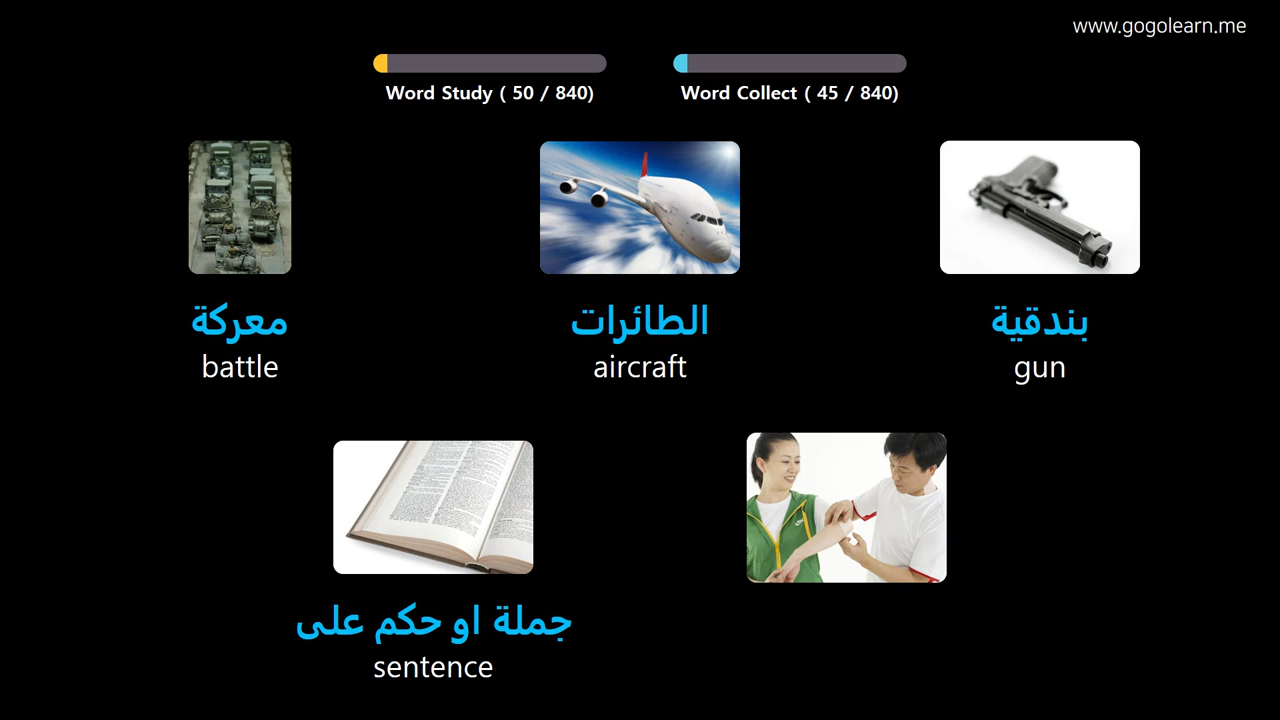 www.gogolearn.me
Word Study ( 50 / 840)
Word Collect ( 45 / 840)
معركة
battle
الطائرات
aircraft
بندقية
gun
جملة او حكم على
sentence